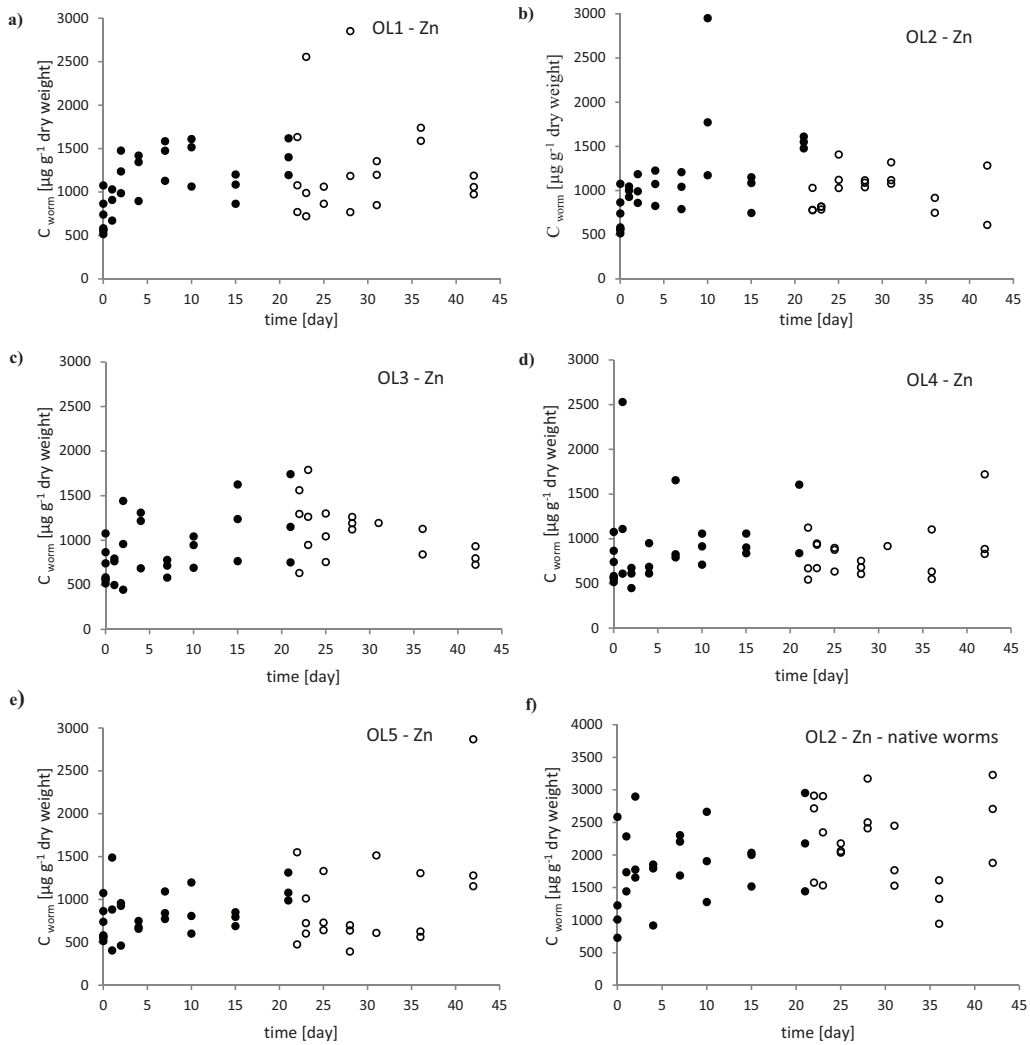 a)
OL1 - Zn
C worm [µg g-1 dry weight]
3000
2500
2000
1500
1000
500
0
0 5 10 15 20 25 30 35 40 45
time [day]
b)
OL2 - Zn
C worm [µg g-1 dry weight]
3000
2500
2000
1500
1000
500
0
0 5 10 15 20 25 30 35 40 45
time [day]
c)
OL3 - Zn
C worm [µg g-1 dry weight]
3000
2500
2000
1500
1000
500
0
0 5 10 15 20 25 30 35 40 45
time [day]
d)
OL4 - Zn
C worm [µg g-1 dry weight]
3000
2500
2000
1500
1000
500
0
0 5 10 15 20 25 30 35 40 45
time [day]
e)
OL5 - Zn
C worm [µg g-1 dry weight]
3000
2500
2000
1500
1000
500
0
0 5 10 15 20 25 30 35 40 45
time [day]
f)
OL2 - Zn - native worms
C worm [µg g-1 dry weight]
4000
3500
3000
2500
2000
1500
1000
500
0
0 5 10 15 20 25 30 35 40 45
time [day]